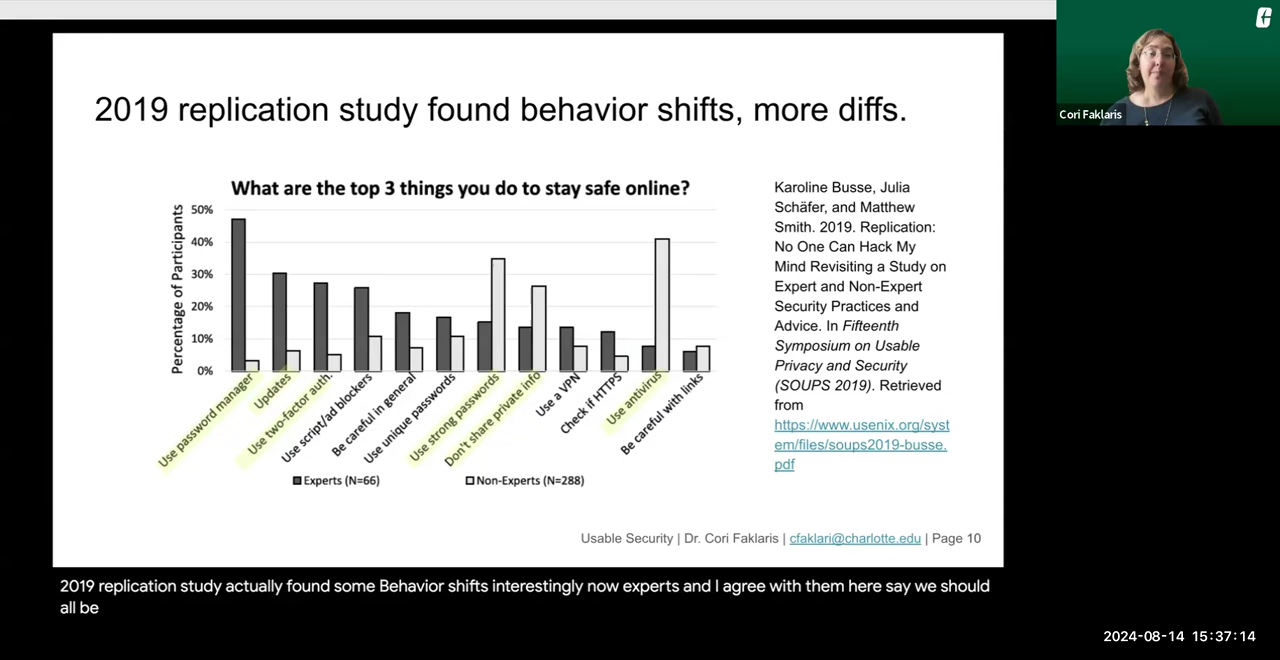 2019 replication study found behavior shifts, more diffs.
What are the top 3 things you do to stay safe online?
Percentage of Participants
50%
40%
30%
20%
10%
0%
Use password manager
Updates
Use two-factor auth.
Use script/ad blockers
Be careful in general
Use unique passwords
Use strong passwords
Don't share private info
Use a VPN
Check if HTTPS
Use antivirus
Be careful with links
Experts (N=66)
Non-Experts (N=288)
Karoline Busse, Julia
Schäfer, and Matthew
Smith. 2019. Replication:
No One Can Hack My
Mind Revisiting a Study on
Expert and Non-Expert
Security Practices and
Advice. In Fifteenth
Symposium on Usable
Privacy and Security
(SOUPS 2019). Retrieved
from
https://www.usenix.org/syst
em/files/soups2019-busse.
pdf
Usable Security | Dr. Cori Faklaris | cfaklari@charlotte.edu | Page 10
Cori Faklaris
2019 replication study actually found some Behavior shifts interestingly now experts and I agree with them here say we should
all be
2024-08-14 15:37:14